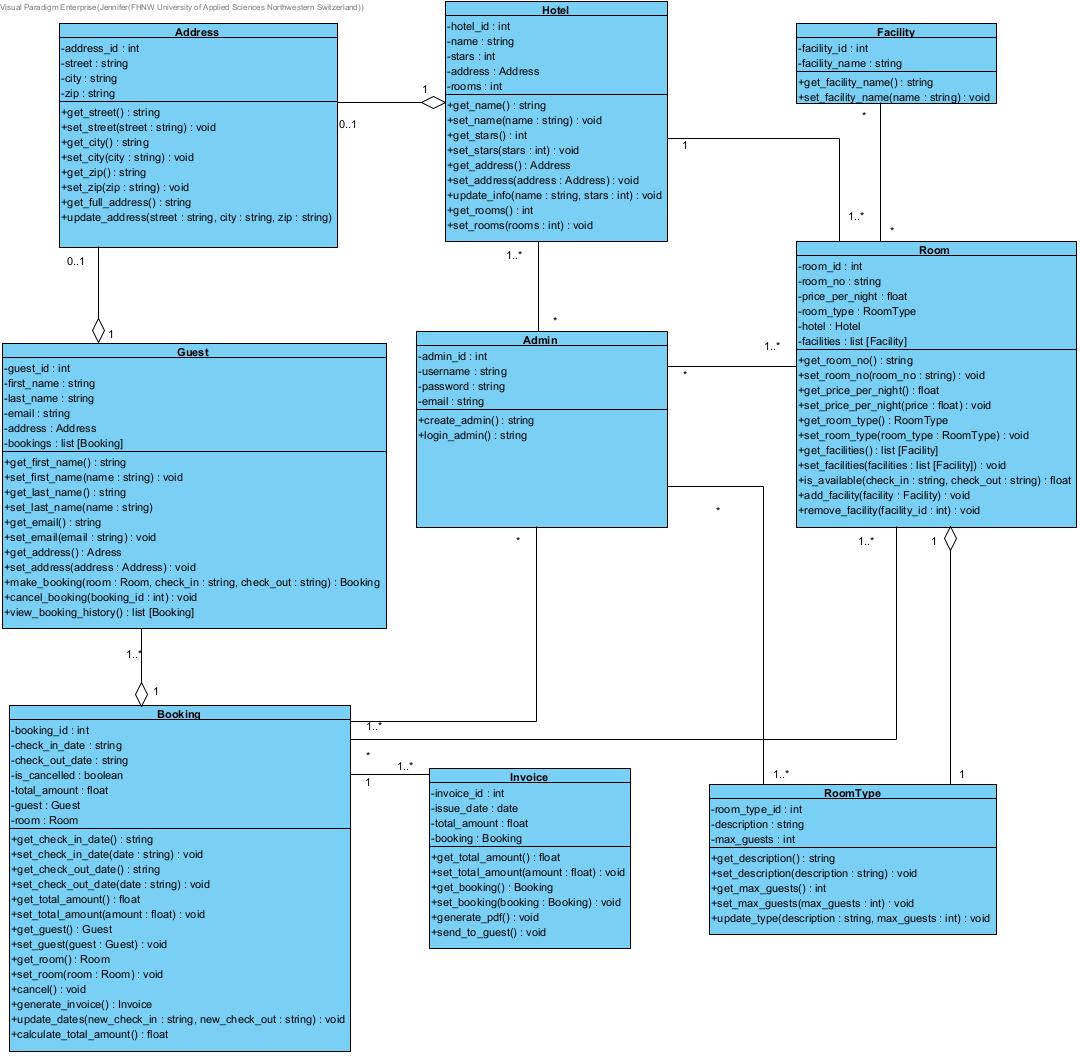 Visual Paradigm Enterprise(Jennifer(FHNW University of Applied Sciences Northwestern Switzerland))
Address
-address_id : int
-street : string
-city : string
-zip : string
+get_street() : string
+set_street(street : string) : void
+get_city() : string
+set_city(city : string) : void
+get_zip() : string
+set_zip(zip : string) : void
+get_full_address() : string
+update_address(street : string, city : string, zip : string)
1
0..1
Hotel
-hotel_id : int
-name : string
-stars : int
-address : Address
-rooms : int
+get_name() : string
+set_name(name : string) : void
+get_stars() : int
+set_stars(stars : int) : void
+get_address() : Address
+set_address(address : Address) : void
+update_info(name : string, stars : int) : void
+get_rooms() : int
+set_rooms(rooms : int) : void
Facility
-facility_id : int
-facility_name : string
+get_facility_name() : string
+set_facility_name(name : string) : void
*
1
1..*
*
0..1
1
1..*
*
Guest
-guest_id : int
-first_name : string
-last_name : string
-email : string
-address : Address
-bookings : list [Booking]
+get_first_name() : string
+set_first_name(name : string) : void
+get_last_name() : string
+set_last_name(name : string)
+get_email() : string
+set_email(email : string) : void
+get_address() : Adress
+set_address(address : Address) : void
+make_booking(room : Room, check_in : string, check_out : string) : Booking
+cancel_booking(booking_id : int) : void
+view_booking_history() : list [Booking]
Admin
-admin_id : int
-username : string
-password : string
-email : string
+create_admin() : string
+login_admin() : string
1..*
*
*
*
Room
-room_id : int
-room_no : string
-price_per_night : float
-room_type : RoomType
-hotel : Hotel
-facilities : list [Facility]
+get_room_no() : string
+set_room_no(room_no : string) : void
+get_price_per_night() : float
+set_price_per_night(price : float) : void
+get_room_type() : RoomType
+set_room_type(room_type : RoomType) : void
+get_facilities() : list [Facility]
+set_facilities(facilities : list [Facility]) : void
+is_available(check_in : string, check_out : string) : float
+add_facility(facility : Facility) : void
+remove_facility(facility_id : int) : void
1..*
1
1..*
1
Booking
-booking_id : int
-check_in_date : string
-check_out_date : string
-is_cancelled : boolean
-total_amount : float
-guest : Guest
-room : Room
+get_check_in_date() : string
+set_check_in_date(date : string) : void
+get_check_out_date() : string
+set_check_out_date(date : string) : void
+get_total_amount() : float
+set_total_amount(amount : float) : void
+get_guest() : Guest
+set_guest(guest : Guest) : void
+get_room() : Room
+set_room(room : Room) : void
+cancel() : void
+generate_invoice() : Invoice
+update_dates(new_check_in : string, new_check_out : string) : void
+calculate_total_amount() : float
1..*
*
1..*
1
Invoice
-invoice_id : int
-issue_date : date
-total_amount : float
-booking : Booking
+get_total_amount() : float
+set_total_amount(amount : float) : void
+get_booking() : Booking
+set_booking(booking : Booking) : void
+generate_pdf() : void
+send_to_guest() : void
1..*
1
RoomType
-room_type_id : int
-description : string
-max_guests : int
+get_description() : string
+set_description(description : string) : void
+get_max_guests() : int
+set_max_guests(max_guests : int) : void
+update_type(description : string, max_guests : int) : void